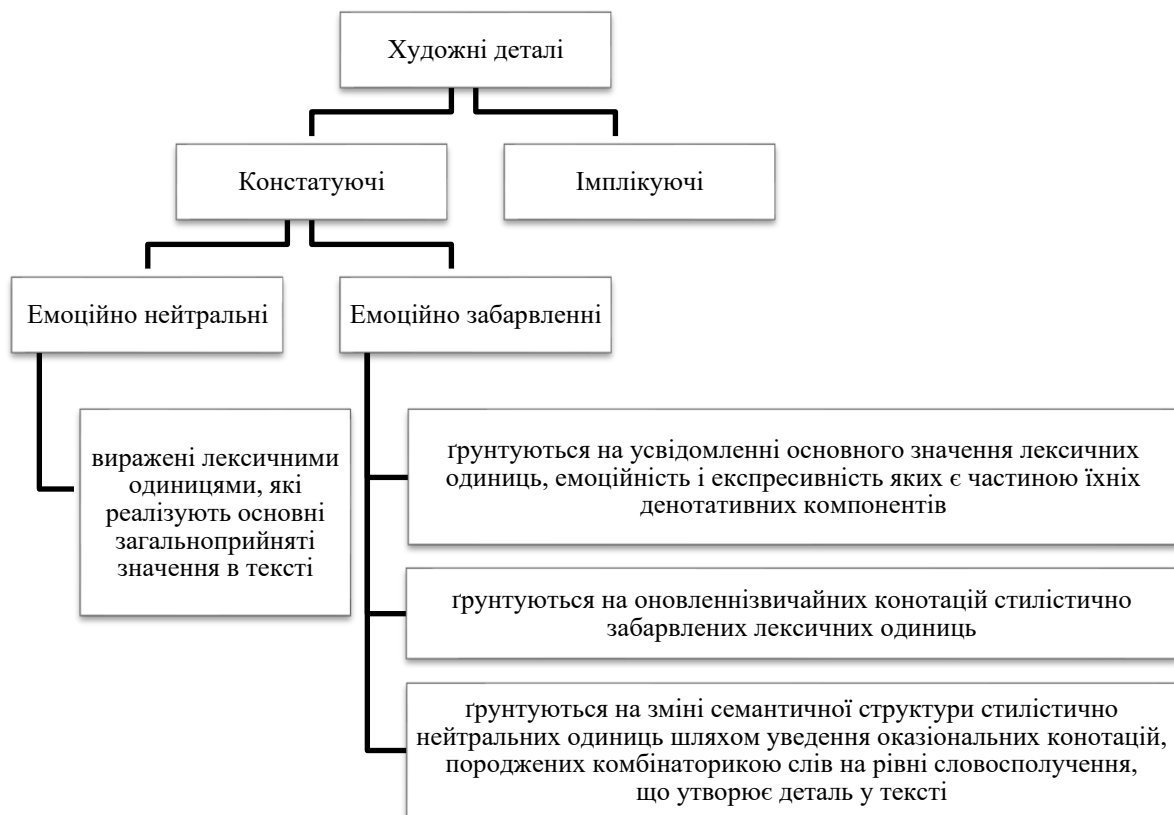 Художні деталі
Констатуючі
Імплікуючі
Емоційно нейтральні
Емоційно забарвленні
виражені лексичними
одиницями, які
реалізують основні
загальноприйняті
значення в тексті
ґрунтуються на усвідомленні основного значення лексичних
одиниць, емоційність і експресивність яких є частиною їхніх
денотативних компонентів
ґрунтуються на оновленнізвичайних конотацій стилістично
забарвлених лексичних одиниць
ґрунтуються на зміні семантичної структури стилістично
нейтральних одиниць шляхом уведення оказіональних конотацій,
породжених комбінаторикою слів на рівні словосполучення,
що утворює деталь у тексті